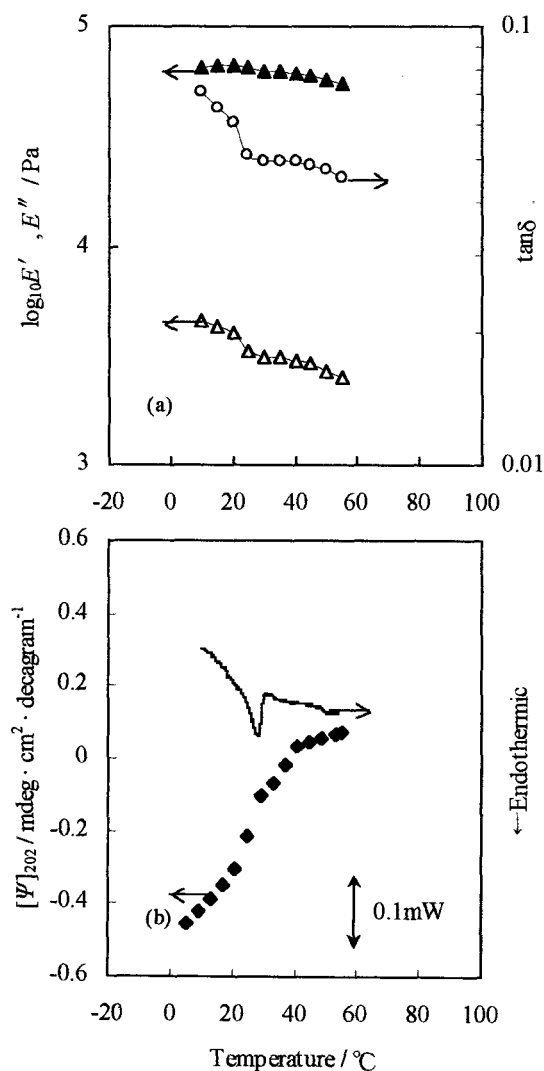 5
0.1
log₁₀E′ , E″ / Pa
4
tanδ
(a)
3
0.01
-20 0 20 40 60 80 100
0.6
0.4
0.2
0
-0.2
-0.4
-0.6
[Ψ]₂₀₂ / mdeg · cm² · decagram⁻¹
←Endothermic
(b)
0.1mW
-20 0 20 40 60 80 100
Temperature / °C